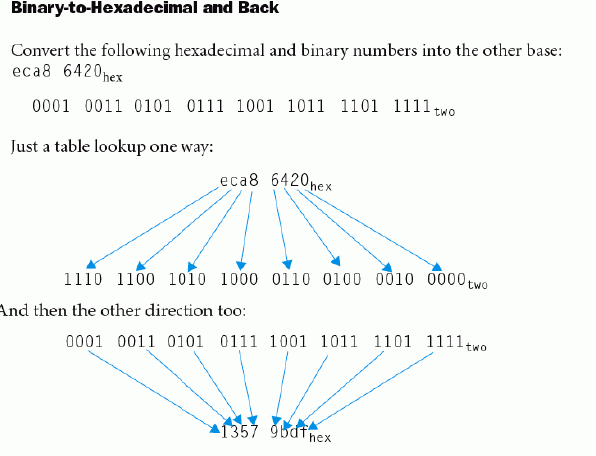 Binary-to-Hexadecimal and Back
Convert the following hexadecimal and binary numbers into the other base:
eca8 6420hex
0001 0011 0101 0111 1001 1011 1101 1111two
Just a table lookup one way:
eca8 6420hex
1110 1100 1010 1000 0110 0100 0010 0000two
And then the other direction too:
0001 0011 0101 0111 1001 1011 1101 1111two
1357 9bdfhex